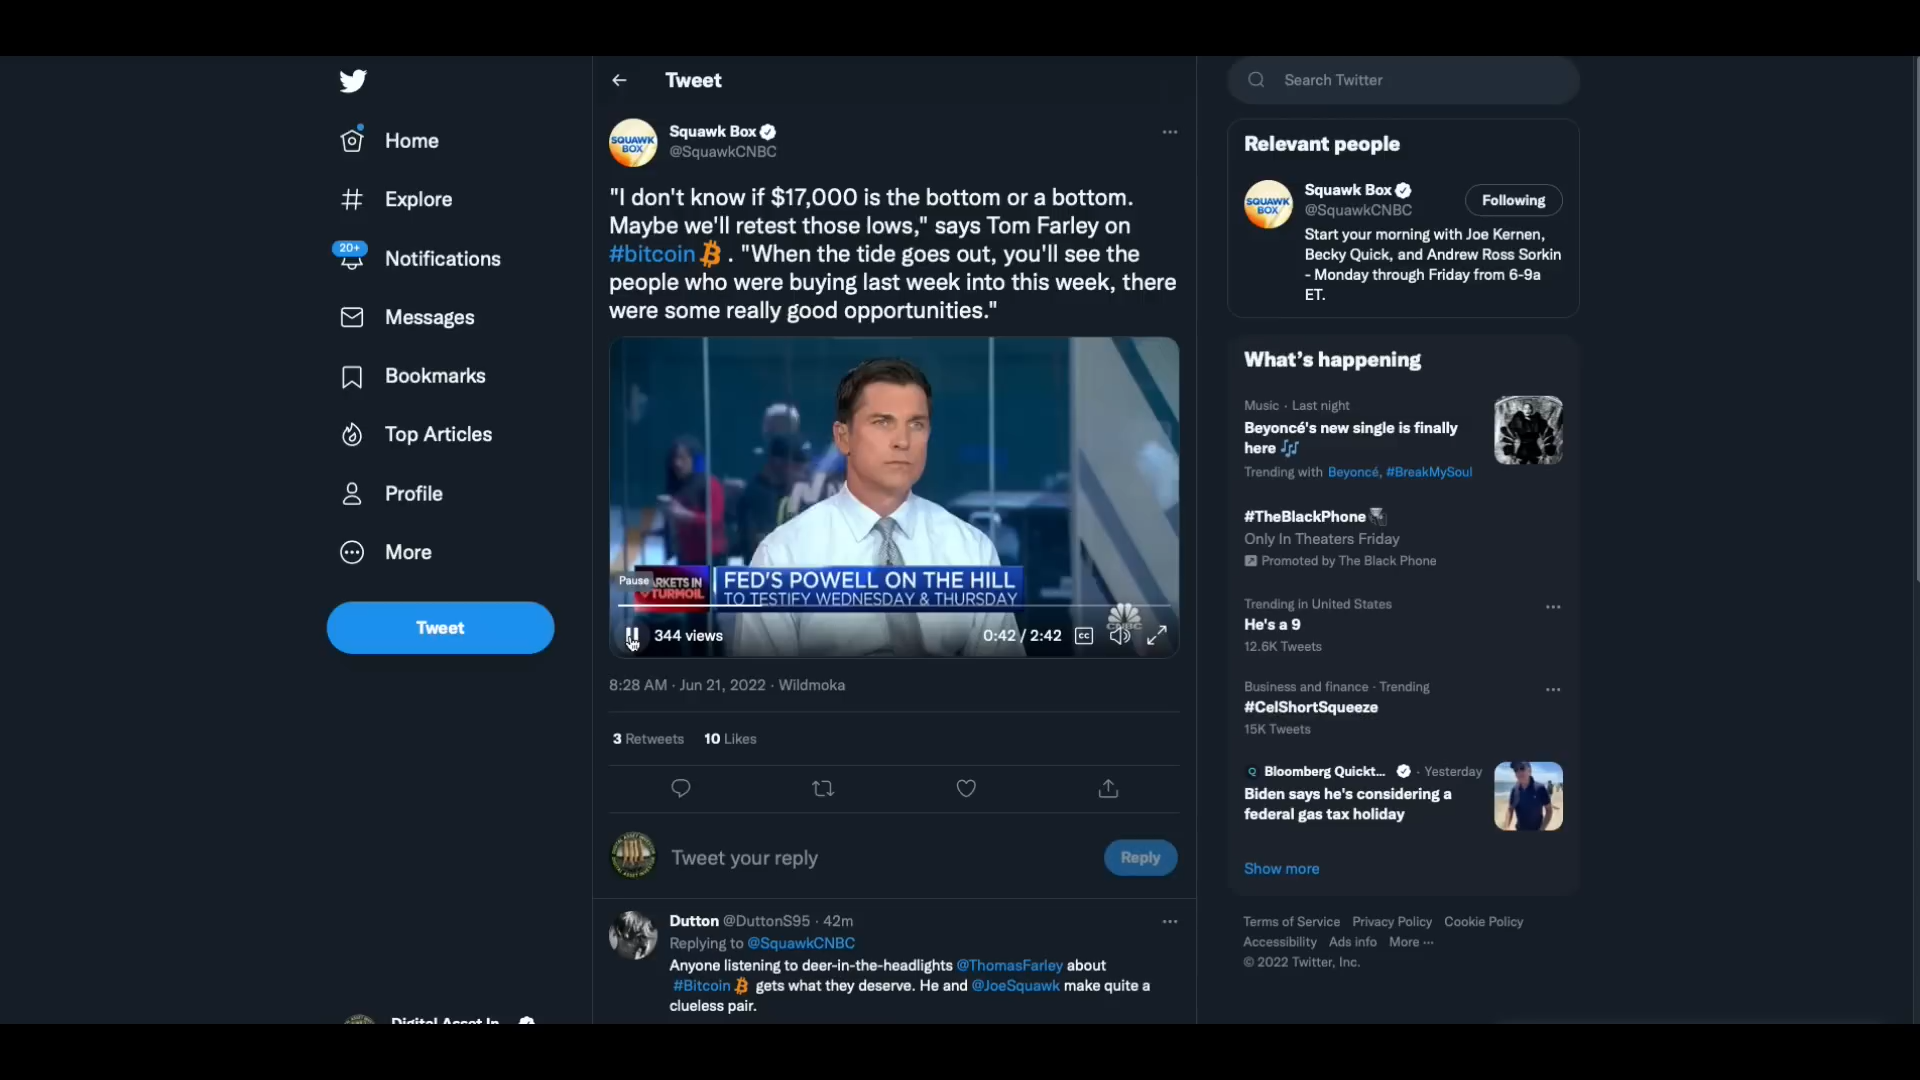 Tweet
Search Twitter
Home
Explore
20+
Notifications
Messages
Bookmarks
Top Articles
Profile
More
Tweet
SQUAWK BOX
Squawk Box
@SquawkCNBC
"I don't know if $17,000 is the bottom or a bottom.
Maybe we'll retest those lows," says Tom Farley on
#bitcoin . "When the tide goes out, you'll see the
people who were buying last week into this week, there
were some really good opportunities."
Pause
ARKETS IN
TURMOIL
FED'S POWELL ON THE HILL
TO TESTIFY WEDNESDAY & THURSDAY
CNBC
344 views
0:42 / 2:42
CC
8:28 AM · Jun 21, 2022 · Wildmoka
3 Retweets 10 Likes
Tweet your reply
Reply
Dutton @DuttonS95 · 42m
Replying to @SquawkCNBC
Anyone listening to deer-in-the-headlights @ThomasFarley about
#Bitcoin gets what they deserve. He and @JoeSquawk make quite a
clueless pair.
Digital Asset In
Relevant people
SQUAWK BOX
Squawk Box
@SquawkCNBC
Following
Start your morning with Joe Kernen,
Becky Quick, and Andrew Ross Sorkin
- Monday through Friday from 6-9a
ET.
What's happening
Music · Last night
Beyoncé's new single is finally
here
Trending with Beyoncé, #BreakMySoul
#TheBlackPhone
Only In Theaters Friday
Promoted by The Black Phone
Trending in United States
He's a 9
12.6K Tweets
Business and finance · Trending
#CelShortSqueeze
15K Tweets
Bloomberg Quickt... · Yesterday
Biden says he's considering a
federal gas tax holiday
Show more
Terms of Service Privacy Policy Cookie Policy
Accessibility Ads info More ···
© 2022 Twitter, Inc.